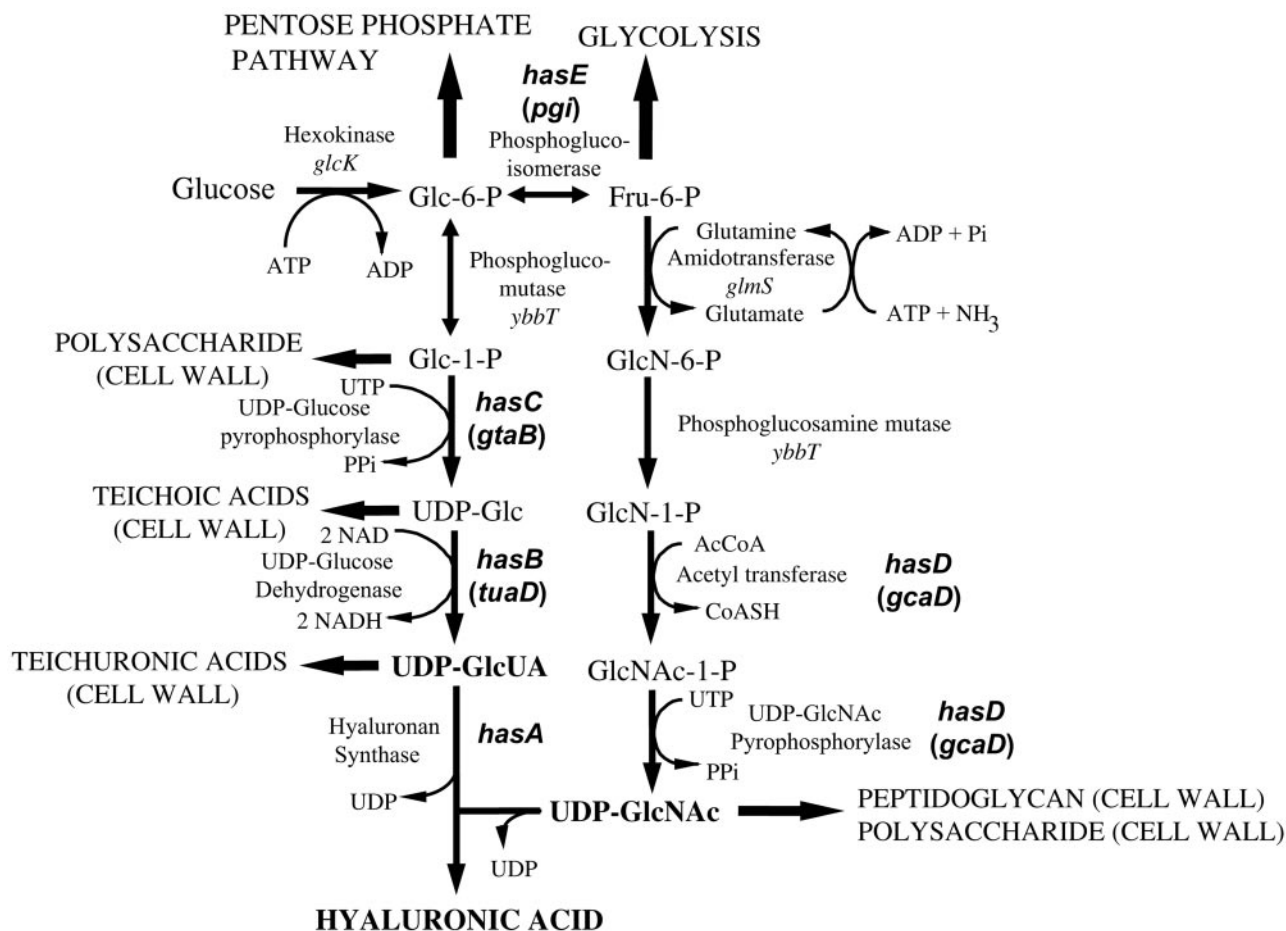 PENTOSE PHOSPHATE
PATHWAY
GLYCOLYSIS
hasE
(pgi)
Hexokinase
glcK
Phosphogluco-
isomerase
Glucose
Glc-6-P
Fru-6-P
ATP
ADP
Phosphogluco-
mutase
ybbT
Glutamine
Amidotransferase
glmS
Glutamate
ADP + Pi
ATP + NH3
POLYSACCHARIDE
(CELL WALL)
Glc-1-P
GlcN-6-P
UTP
UDP-Glucose
pyrophosphorylase
PPi
hasC
(gtaB)
Phosphoglucosamine mutase
ybbT
TEICHOIC ACIDS
(CELL WALL)
UDP-Glc
GlcN-1-P
2 NAD
UDP-Glucose
Dehydrogenase
2 NADH
hasB
(tuaD)
AcCoA
Acetyl transferase
CoASH
hasD
(gcaD)
TEICHURONIC ACIDS
(CELL WALL)
UDP-GlcUA
GlcNAc-1-P
Hyaluronan
Synthase
hasA
UDP
UTP
UDP-GlcNAc
Pyrophosphorylase
PPi
hasD
(gcaD)
UDP-GlcNAc
UDP
PEPTIDOGLYCAN (CELL WALL)
POLYSACCHARIDE (CELL WALL)
HYALURONIC ACID